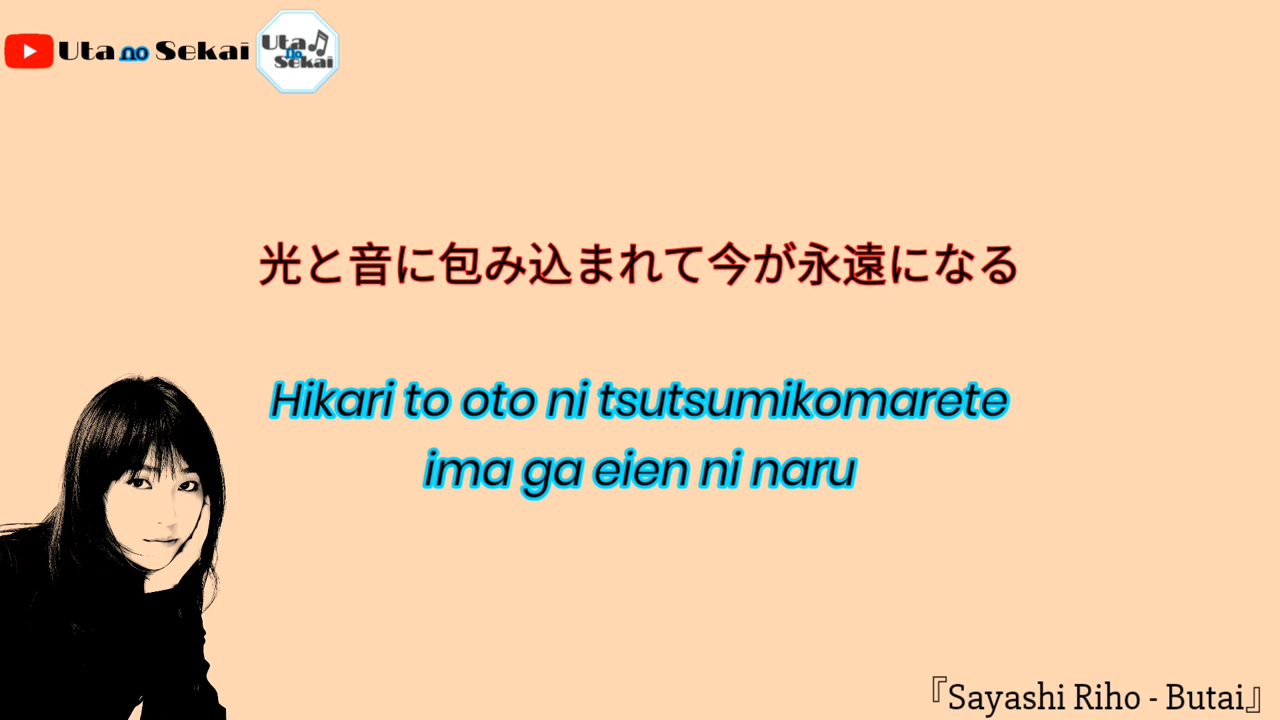 Uta no Sekai
Uta
no
Sekai
光と音に包み込まれて今が永遠になる
Hikari to oto ni tsutsumikomarete
ima ga eien ni naru
『Sayashi Riho - Butai』